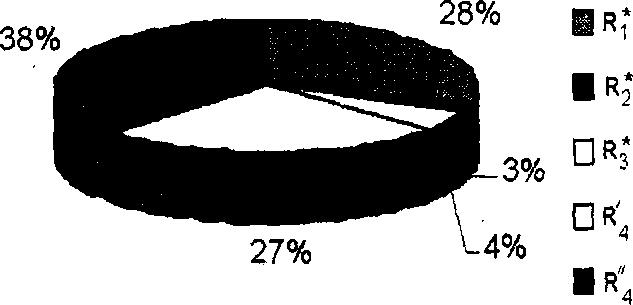 38%
28%
3%
4%
27%
R₁*
R₂*
R₃*
R₄′
R₄″